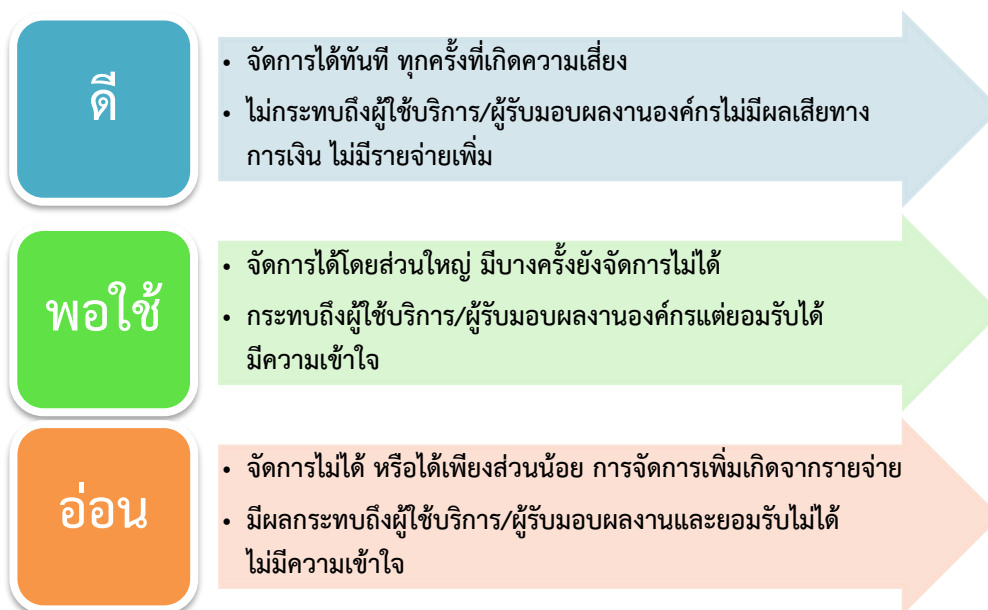 ดี
• จัดการได้ทันที ทุกครั้งที่เกิดความเสี่ยง
• ไม่กระทบถึงผู้ใช้บริการ/ผู้รับมอบผลงานองค์กรไม่มีผลเสียทาง
การเงิน ไม่มีรายจ่ายเพิ่ม
พอใช้
• จัดการได้โดยส่วนใหญ่ มีบางครั้งยังจัดการไม่ได้
• กระทบถึงผู้ใช้บริการ/ผู้รับมอบผลงานองค์กรแต่ยอมรับได้
มีความเข้าใจ
อ่อน
• จัดการไม่ได้ หรือได้เพียงส่วนน้อย การจัดการเพิ่มเกิดจากรายจ่าย
• มีผลกระทบถึงผู้ใช้บริการ/ผู้รับมอบผลงานและยอมรับไม่ได้
ไม่มีความเข้าใจ